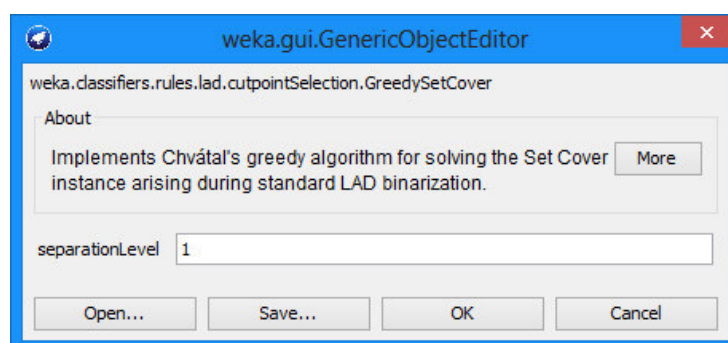 weka.gui.GenericObjectEditor
weka.classifiers.rules.lad.cutpointSelection.GreedySetCover
About
Implements Chvátal's greedy algorithm for solving the Set Cover
instance arising during standard LAD binarization.
More
separationLevel 1
Open... Save... OK Cancel